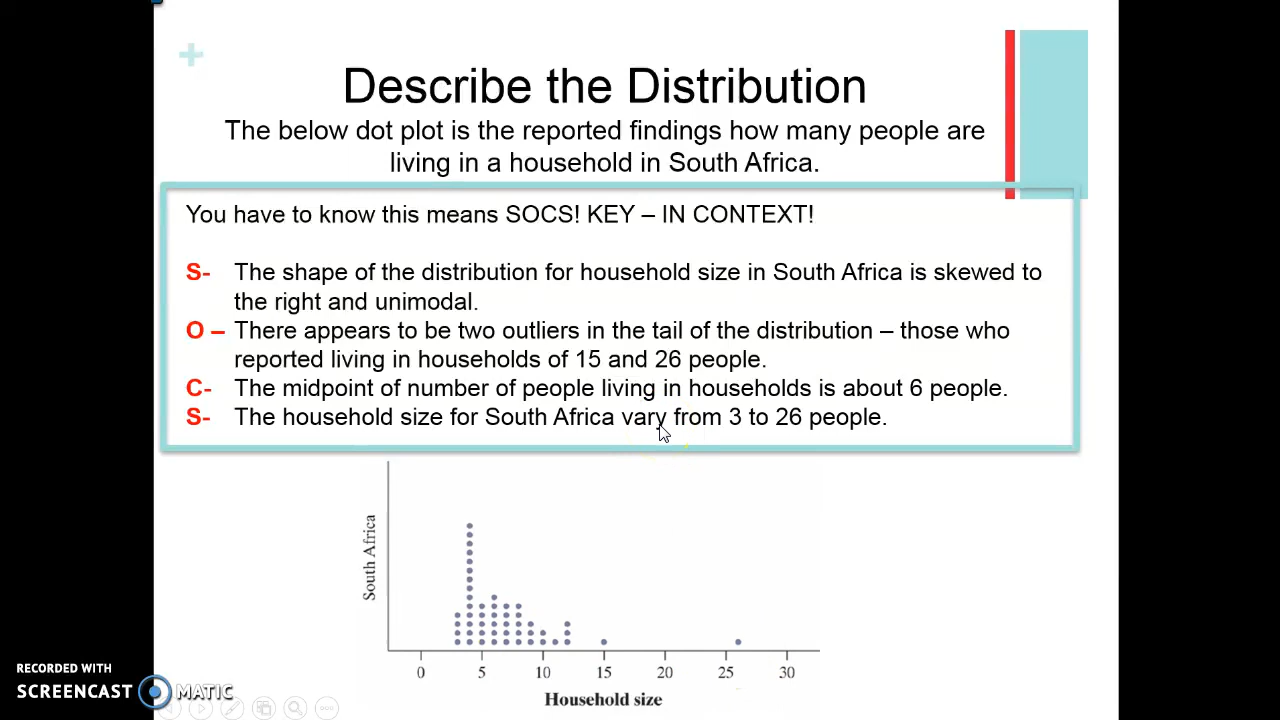 Describe the Distribution
The below dot plot is the reported findings how many people are
living in a household in South Africa.
You have to know this means SOCS! KEY – IN CONTEXT!
S- The shape of the distribution for household size in South Africa is skewed to
the right and unimodal.
O – There appears to be two outliers in the tail of the distribution – those who
reported living in households of 15 and 26 people.
C- The midpoint of number of people living in households is about 6 people.
S- The household size for South Africa vary from 3 to 26 people.
South Africa
0 5 10 15 20 25 30
Household size
RECORDED WITH
SCREENCAST MATIC